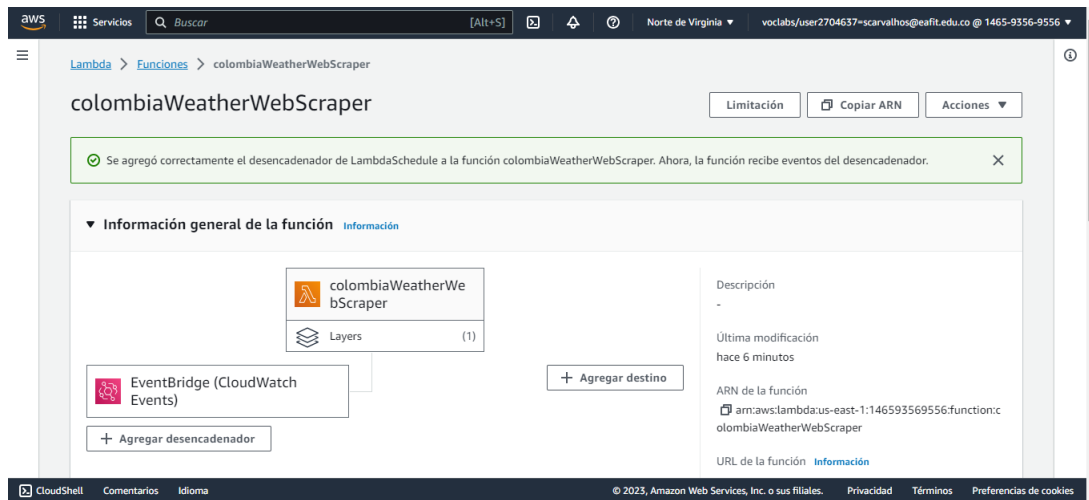 aws
Servicios
Buscar
[Alt+S]
Norte de Virginia ▼
voclabs/user2704637=scarvalhos@eafit.edu.co @ 1465-9356-9556 ▼
Lambda > Funciones > colombiaWeatherWebScraper
colombiaWeatherWebScraper
Limitación
Copiar ARN
Acciones ▼
Se agregó correctamente el desencadenador de LambdaSchedule a la función colombiaWeatherWebScraper. Ahora, la función recibe eventos del desencadenador.
▼ Información general de la función Información
colombiaWeatherWe
bScraper
Layers (1)
EventBridge (CloudWatch
Events)
+ Agregar desencadenador
+ Agregar destino
Descripción
-
Última modificación
hace 6 minutos
ARN de la función
arn:aws:lambda:us-east-1:146593569556:function:c
olombiaWeatherWebScraper
URL de la función Información
CloudShell Comentarios Idioma
© 2023, Amazon Web Services, Inc. o sus filiales. Privacidad Términos Preferencias de cookies